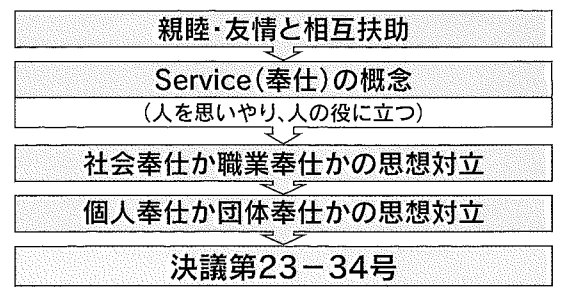 親睦・友情と相互扶助
Service(奉仕)の概念
(人を思いやり、人の役に立つ)
社会奉仕か職業奉仕かの思想対立
個人奉仕か団体奉仕かの思想対立
決議第23－34号